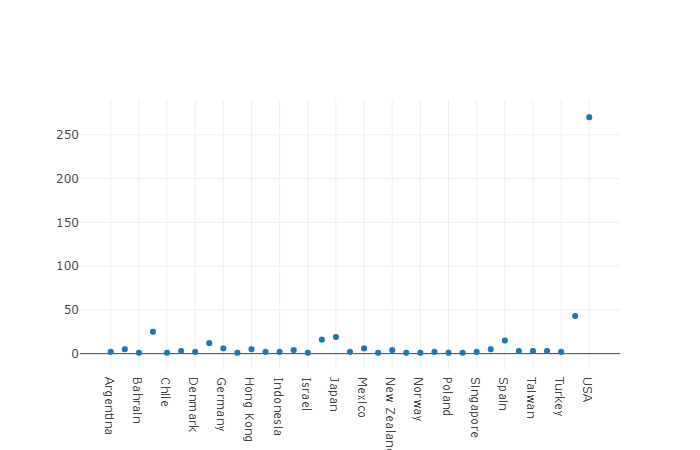 250
200
150
100
50
0
Argentina
Bahrain
Chile
Denmark
Germany
Hong Kong
Indonesia
Israel
Japan
Mexico
New Zealan
Norway
Poland
Singapore
Spain
Taiwan
Turkey
USA